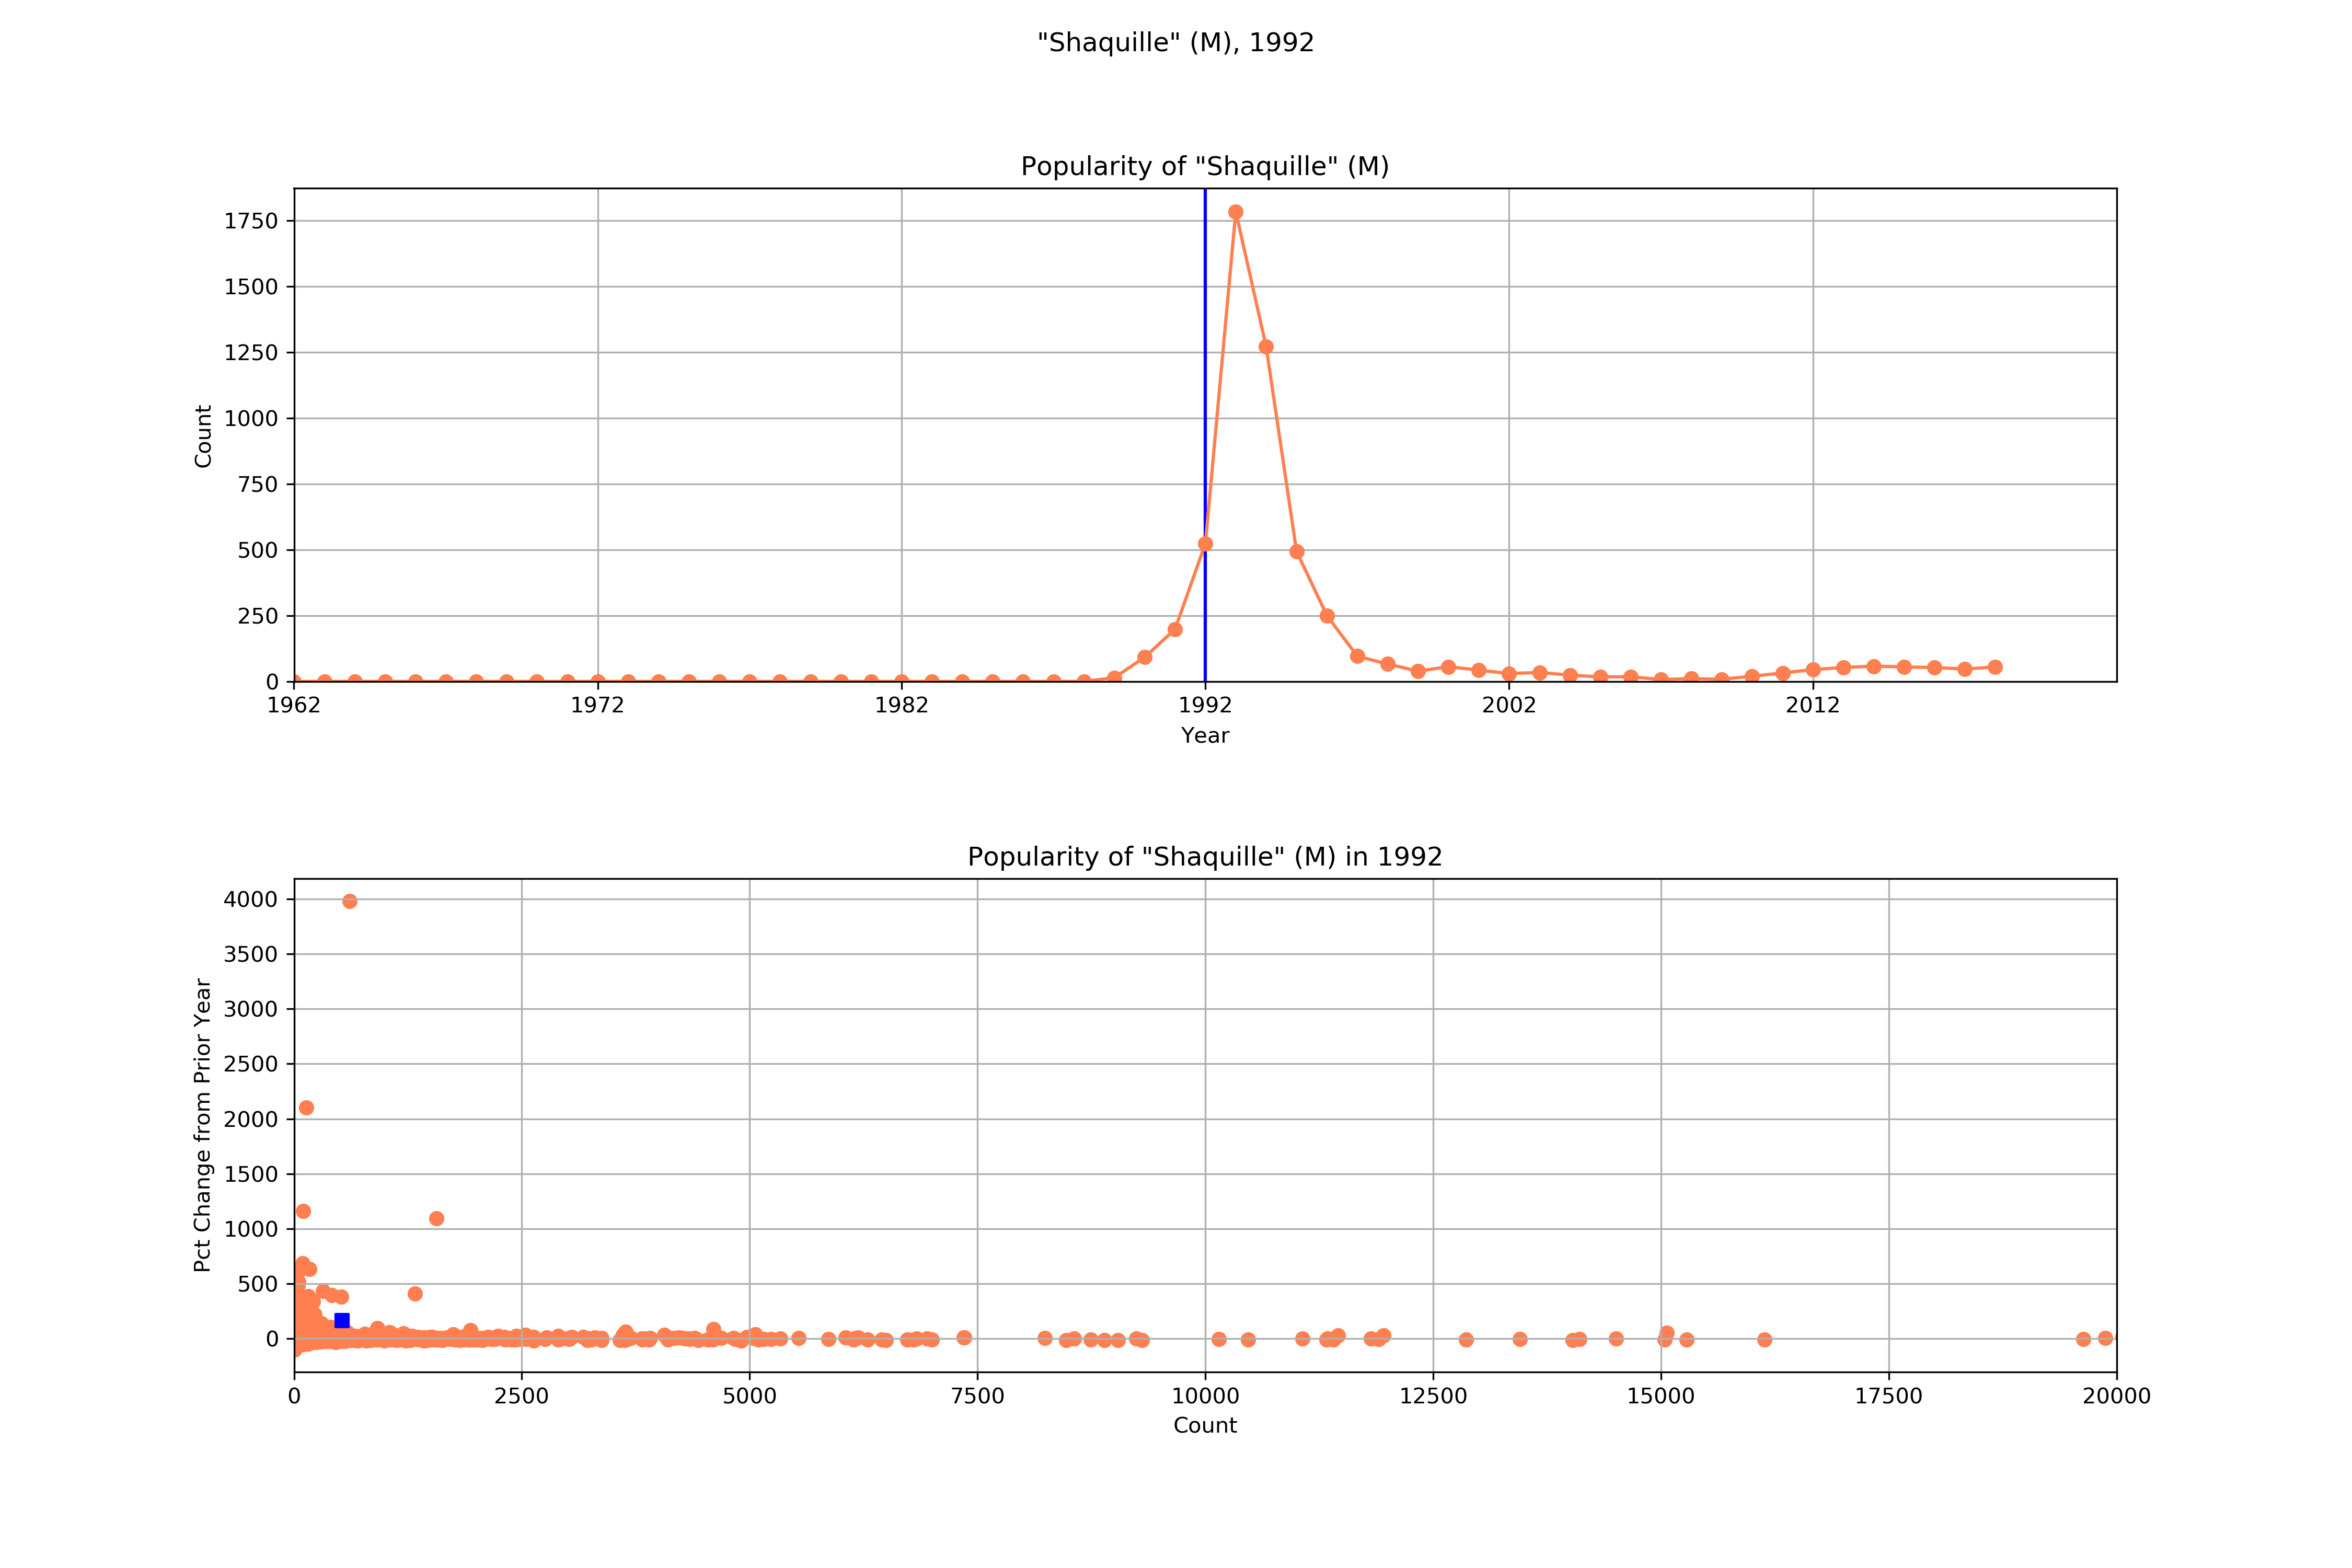 "Shaquille" (M), 1992
Popularity of "Shaquille" (M)
1750
1500
1250
1000
750
500
250
0
Count
1962 1972 1982 1992 2002 2012
Year
Popularity of "Shaquille" (M) in 1992
4000
3500
3000
2500
2000
1500
1000
500
0
Pct Change from Prior Year
0 2500 5000 7500 10000 12500 15000 17500 20000
Count